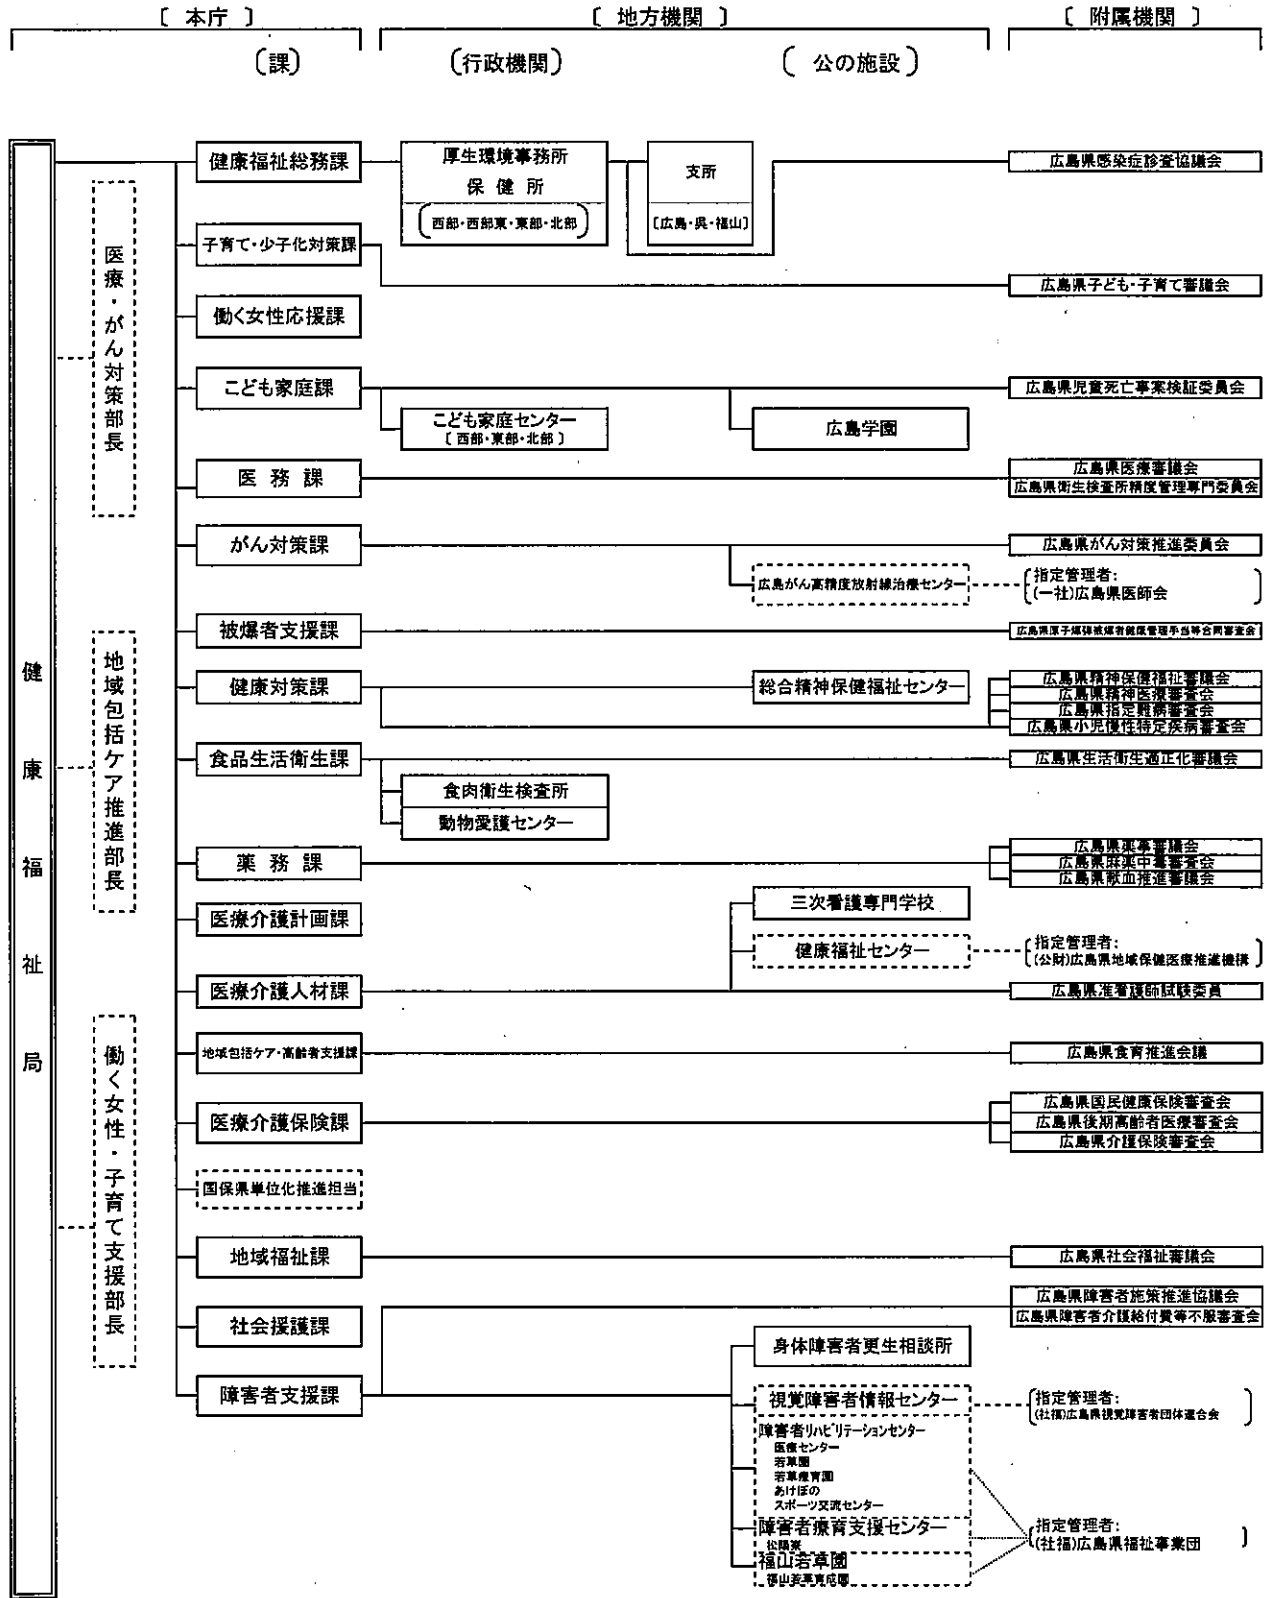 〔 本庁 〕
〔 地方機関 〕
〔 附属機関 〕
(課)
(行政機関)
( 公の施設 )
健康福祉局
医療・がん対策部長
地域包括ケア推進部長
働く女性・子育て支援部長
健康福祉総務課
厚生環境事務所
保健所
(西部・西部東・東部・北部)
支所
〔広島・呉・福山〕
広島県感染症診査協議会
子育て・少子化対策課
広島県子ども・子育て審議会
働く女性応援課
こども家庭課
広島県児童死亡事案検証委員会
こども家庭センター
〔 西部・東部・北部 〕
広島学園
医務課
広島県医療審議会
広島県衛生検査所精度管理専門委員会
がん対策課
広島県がん対策推進委員会
広島がん高精度放射線治療センター
指定管理者:
(一社)広島県医師会
被爆者支援課
広島県原子爆弾被爆者健康管理手当等合同審査会
健康対策課
総合精神保健福祉センター
広島県精神保健福祉審議会
広島県精神医療審査会
広島県指定難病審査会
広島県小児慢性特定疾病審査会
食品生活衛生課
広島県生活衛生適正化審議会
食肉衛生検査所
動物愛護センター
薬務課
広島県薬事審議会
広島県麻薬中毒審査会
広島県献血推進審議会
三次看護専門学校
医療介護計画課
健康福祉センター
指定管理者:
(公財)広島県地域保健医療推進機構
医療介護人材課
広島県准看護師試験委員
地域包括ケア・高齢者支援課
広島県食育推進会議
医療介護保険課
広島県国民健康保険審査会
広島県後期高齢者医療審査会
広島県介護保険審査会
国保県単位化推進担当
地域福祉課
広島県社会福祉審議会
社会援護課
広島県障害者施策推進協議会
広島県障害者介護給付費等不服審査会
身体障害者更生相談所
障害者支援課
視覚障害者情報センター
指定管理者:
(社福)広島県視覚障害者団体連合会
障害者リハビリテーションセンター
医療センター
若草園
若草療育園
あけぼの
スポーツ交流センター
障害者療育支援センター
松陽寮
福山若草園
福山若草育成園
指定管理者:
(社福)広島県福祉事業団